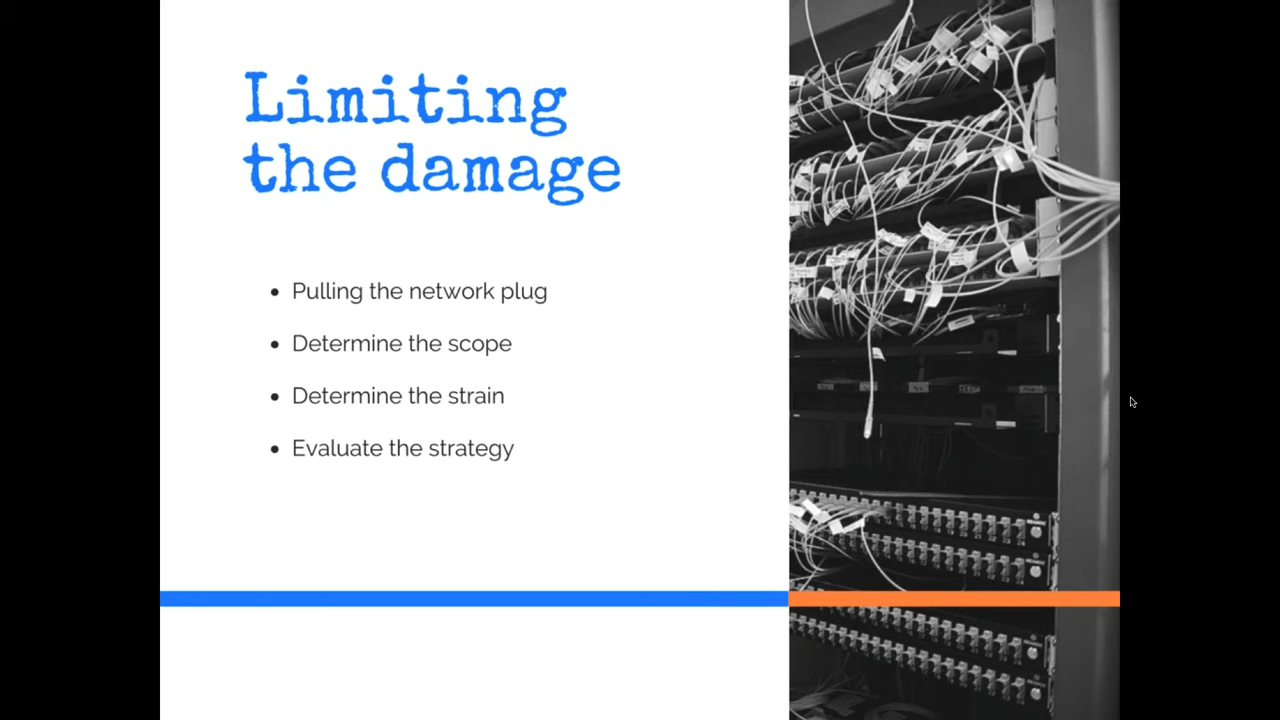 Limiting
the damage
• Pulling the network plug
• Determine the scope
• Determine the strain
• Evaluate the strategy